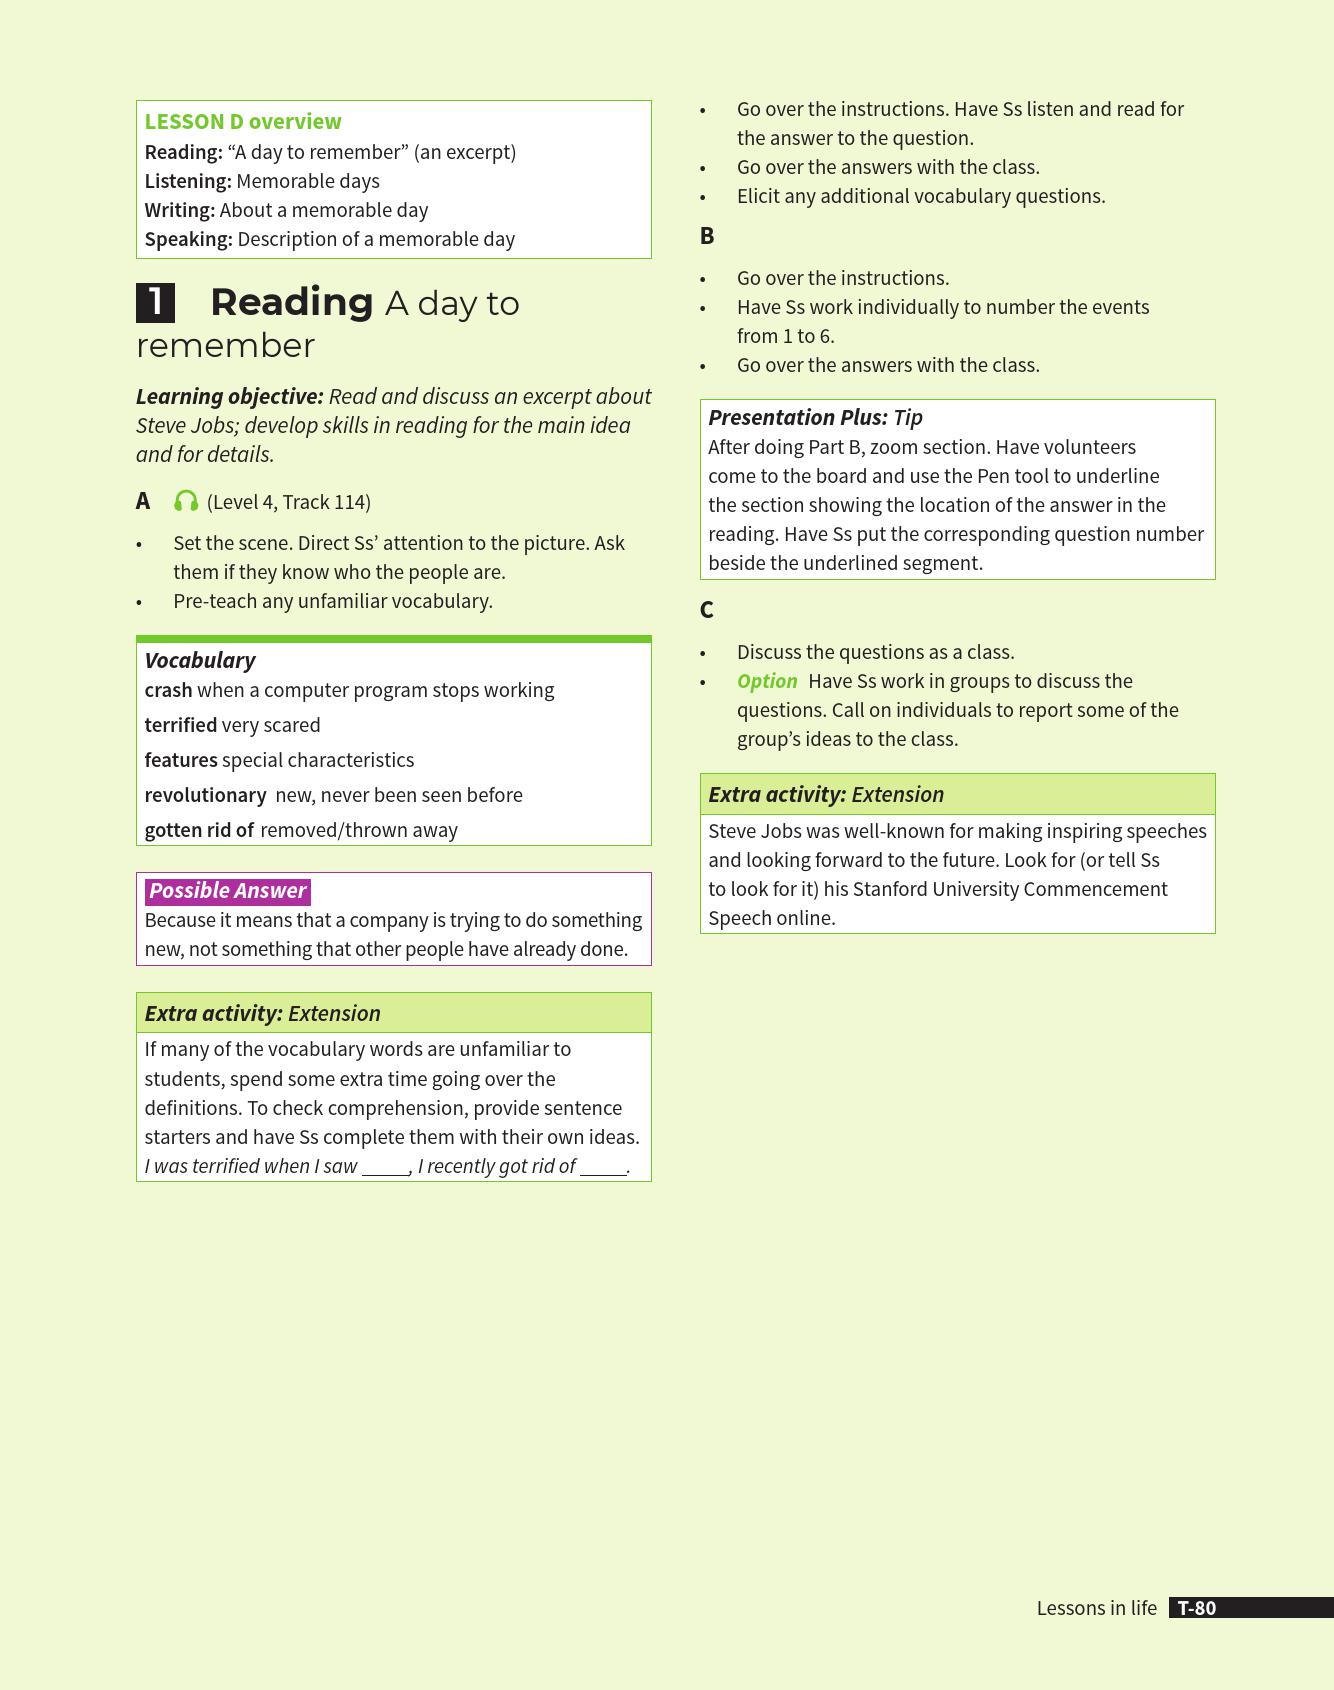 LESSON D overview
Reading: “A day to remember” (an excerpt)
Listening: Memorable days
Writing: About a memorable day
Speaking: Description of a memorable day
1 Reading A day to
remember
Learning objective: Read and discuss an excerpt about
Steve Jobs; develop skills in reading for the main idea
and for details.
A (Level 4, Track 114)
• Set the scene. Direct Ss’ attention to the picture. Ask
them if they know who the people are.
• Pre-teach any unfamiliar vocabulary.
Vocabulary
crash when a computer program stops working
terrified very scared
features special characteristics
revolutionary new, never been seen before
gotten rid of removed/thrown away
Possible Answer
Because it means that a company is trying to do something
new, not something that other people have already done.
Extra activity: Extension
If many of the vocabulary words are unfamiliar to
students, spend some extra time going over the
definitions. To check comprehension, provide sentence
starters and have Ss complete them with their own ideas.
I was terrified when I saw _____, I recently got rid of _____.
• Go over the instructions. Have Ss listen and read for
the answer to the question.
• Go over the answers with the class.
• Elicit any additional vocabulary questions.
B
• Go over the instructions.
• Have Ss work individually to number the events
from 1 to 6.
• Go over the answers with the class.
Presentation Plus: Tip
After doing Part B, zoom section. Have volunteers
come to the board and use the Pen tool to underline
the section showing the location of the answer in the
reading. Have Ss put the corresponding question number
beside the underlined segment.
C
• Discuss the questions as a class.
• Option Have Ss work in groups to discuss the
questions. Call on individuals to report some of the
group’s ideas to the class.
Extra activity: Extension
Steve Jobs was well-known for making inspiring speeches
and looking forward to the future. Look for (or tell Ss
to look for it) his Stanford University Commencement
Speech online.
Lessons in life T-80